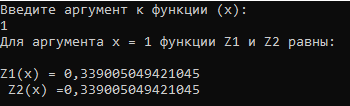 Введите аргумент к функции (x):
1
Для аргумента x = 1 функции Z1 и Z2 равны:
Z1(x) = 0,339005049421045
Z2(x) =0,339005049421045